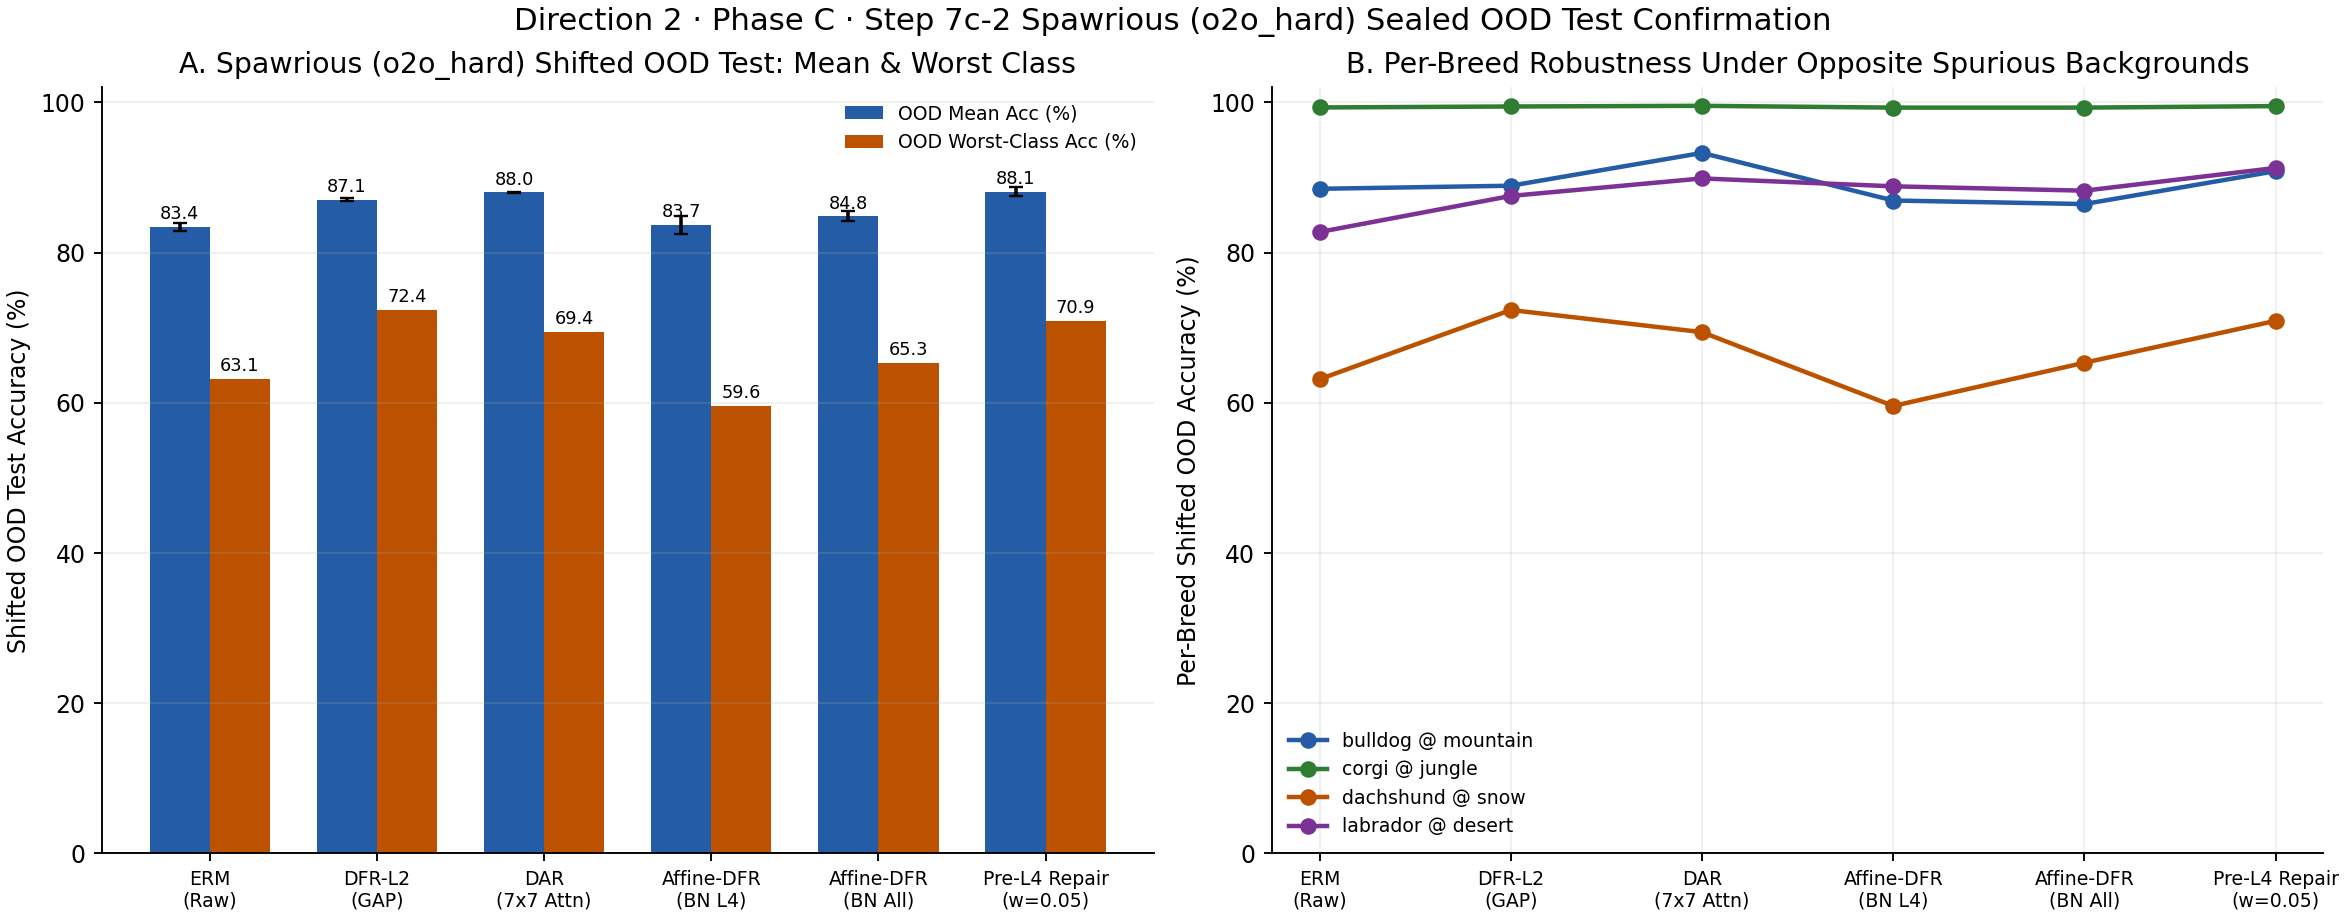 Direction 2 · Phase C · Step 7c-2 Spawrious (o2o_hard) Sealed OOD Test Confirmation
A. Spawrious (o2o_hard) Shifted OOD Test: Mean & Worst Class
Shifted OOD Test Accuracy (%)
100
80
60
40
20
0
OOD Mean Acc (%)
OOD Worst-Class Acc (%)
83.4
63.1
87.1
72.4
88.0
69.4
83.7
59.6
84.8
65.3
88.1
70.9
ERM
(Raw)
DFR-L2
(GAP)
DAR
(7x7 Attn)
Affine-DFR
(BN L4)
Affine-DFR
(BN All)
Pre-L4 Repair
(w=0.05)
B. Per-Breed Robustness Under Opposite Spurious Backgrounds
Per-Breed Shifted OOD Accuracy (%)
100
80
60
40
20
0
bulldog @ mountain
corgi @ jungle
dachshund @ snow
labrador @ desert
ERM
(Raw)
DFR-L2
(GAP)
DAR
(7x7 Attn)
Affine-DFR
(BN L4)
Affine-DFR
(BN All)
Pre-L4 Repair
(w=0.05)